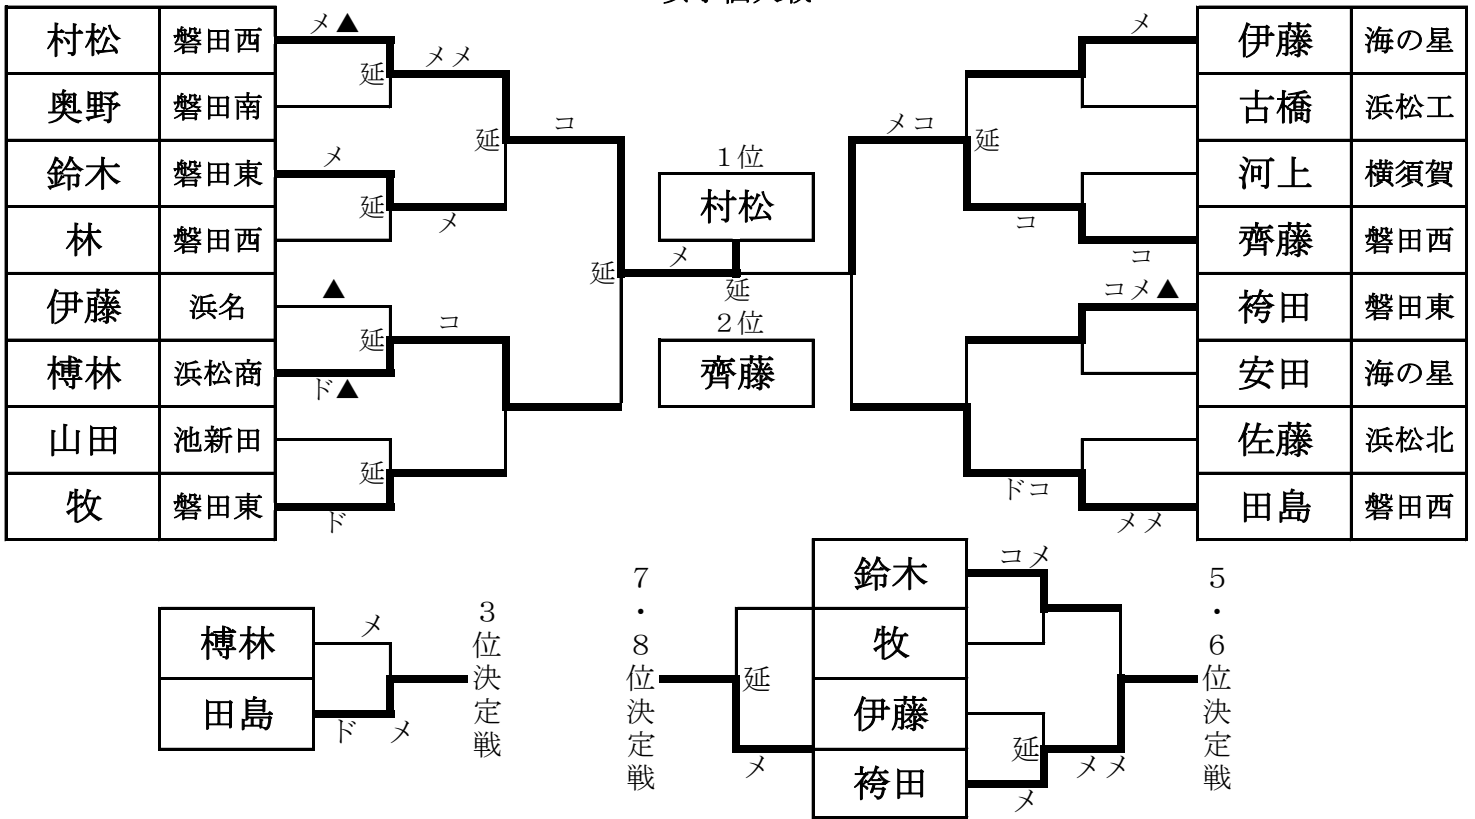 メ▲
村松 磐田西
延
メメ
奥野 磐田南
延
コ
メ
鈴木 磐田東
延
メ
林 磐田西
延
▲
伊藤 浜名
延
コ
榑林 浜松商
ド▲
山田 池新田
延
牧 磐田東
ド
1位
村松
メ
延
2位
齊藤
メ
伊藤 海の星
古橋 浜松工
メコ
延
河上 横須賀
コ
齊藤 磐田西
コ
コメ▲
袴田 磐田東
安田 海の星
佐藤 浜松北
ドコ
田島 磐田西
メメ
榑林
メ
田島
ド メ
3位決定戦
7・8位決定戦
延
メ
鈴木
コメ
牧
伊藤
延
メメ
袴田
メ
5・6位決定戦